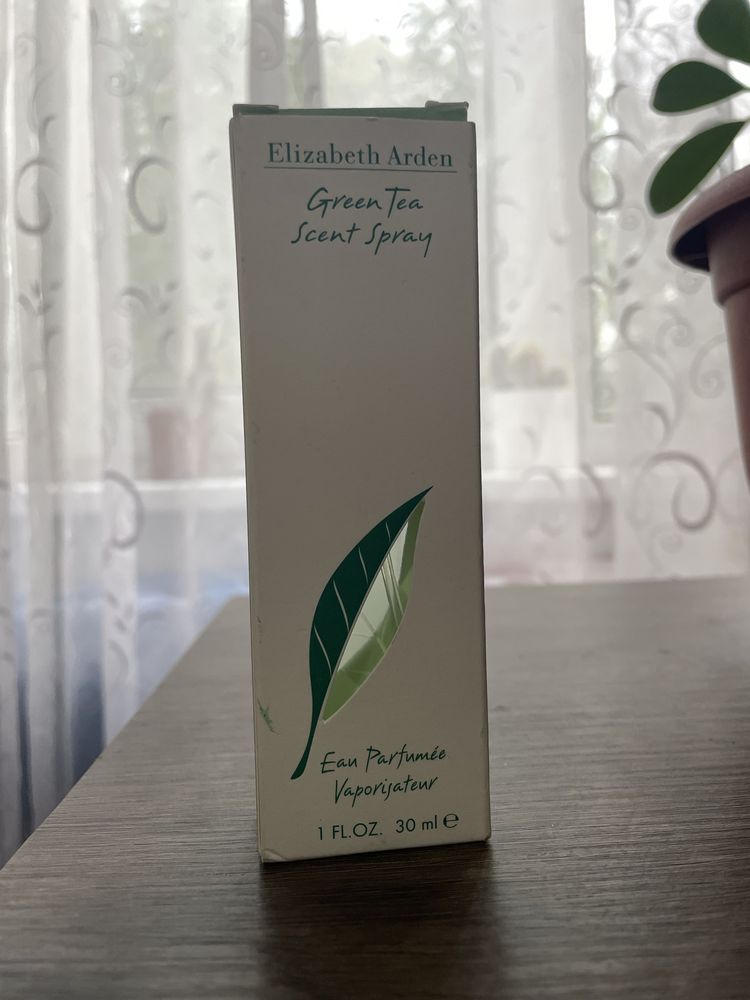 Elizabeth Arden
Green Tea
Scent Spray
Eau Parfumée
Vaporisateur
1 FL.OZ. 30 ml ℮